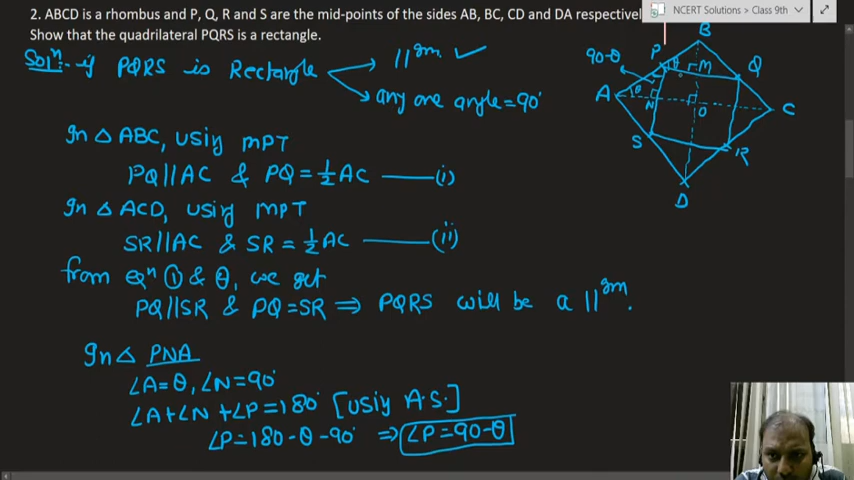 2. ABCD is a rhombus and P, Q, R and S are the mid-points of the sides AB, BC, CD and DA respectivel
NCERT Solutions > Class 9th
Show that the quadrilateral PQRS is a rectangle.
Solⁿ:- if PQRS is Rectangle
||gm ✓
any one angle = 90°
90-θ
B
P
θ
M
Q
A
θ
N
O
C
S
R
D
In △ ABC, using MPT
PQ||AC & PQ = ½ AC —— (i)
In △ ACD, using MPT
SR||AC & SR = ½ AC —— (ii)
from eqⁿ ① & θ, we get
PQ||SR & PQ = SR ⇒ PQRS will be a ||gm.
In △ PNA
∠A = θ, ∠N = 90°
∠A + ∠N + ∠P = 180° [usiy A.S.]
∠P = 180 - θ - 90° ⇒ ∠P = 90 - θ